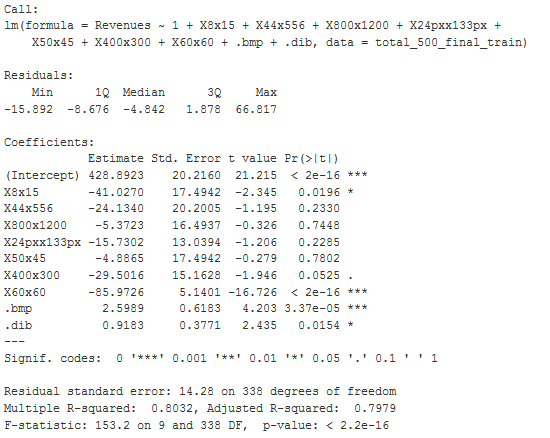 Call:
lm(formula = Revenues ~ 1 + X8x15 + X44x556 + X800x1200 + X24pxx133px +
    X50x45 + X400x300 + X60x60 + .bmp + .dib, data = total_500_final_train)
Residuals:
    Min      1Q  Median      3Q     Max
-15.892  -8.676  -4.842   1.878  66.817
Coefficients:
             Estimate Std. Error t value Pr(>|t|)
(Intercept)  428.8923    20.2160  21.215  < 2e-16 ***
X8x15        -41.0270    17.4942  -2.345   0.0196 *
X44x556      -24.1340    20.2005  -1.195   0.2330
X800x1200     -5.3723    16.4937  -0.326   0.7448
X24pxx133px  -15.7302    13.0394  -1.206   0.2285
X50x45        -4.8865    17.4942  -0.279   0.7802
X400x300     -29.5016    15.1628  -1.946   0.0525 .
X60x60       -85.9726     5.1401 -16.726  < 2e-16 ***
.bmp           2.5989     0.6183   4.203 3.37e-05 ***
.dib           0.9183     0.3771   2.435   0.0154 *
---
Signif. codes:  0 '***' 0.001 '**' 0.01 '*' 0.05 '.' 0.1 ' ' 1
Residual standard error: 14.28 on 338 degrees of freedom
Multiple R-squared:  0.8032, Adjusted R-squared:  0.7979
F-statistic: 153.2 on 9 and 338 DF,  p-value: < 2.2e-16